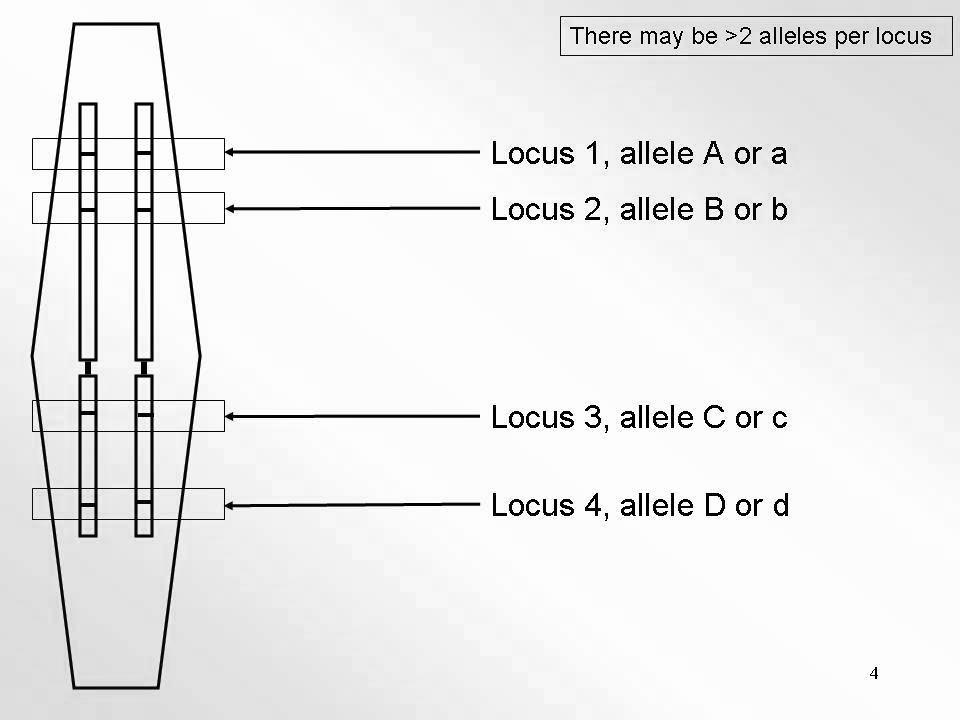 There may be >2 alleles per locus
Locus 1, allele A or a
Locus 2, allele B or b
Locus 3, allele C or c
Locus 4, allele D or d
4